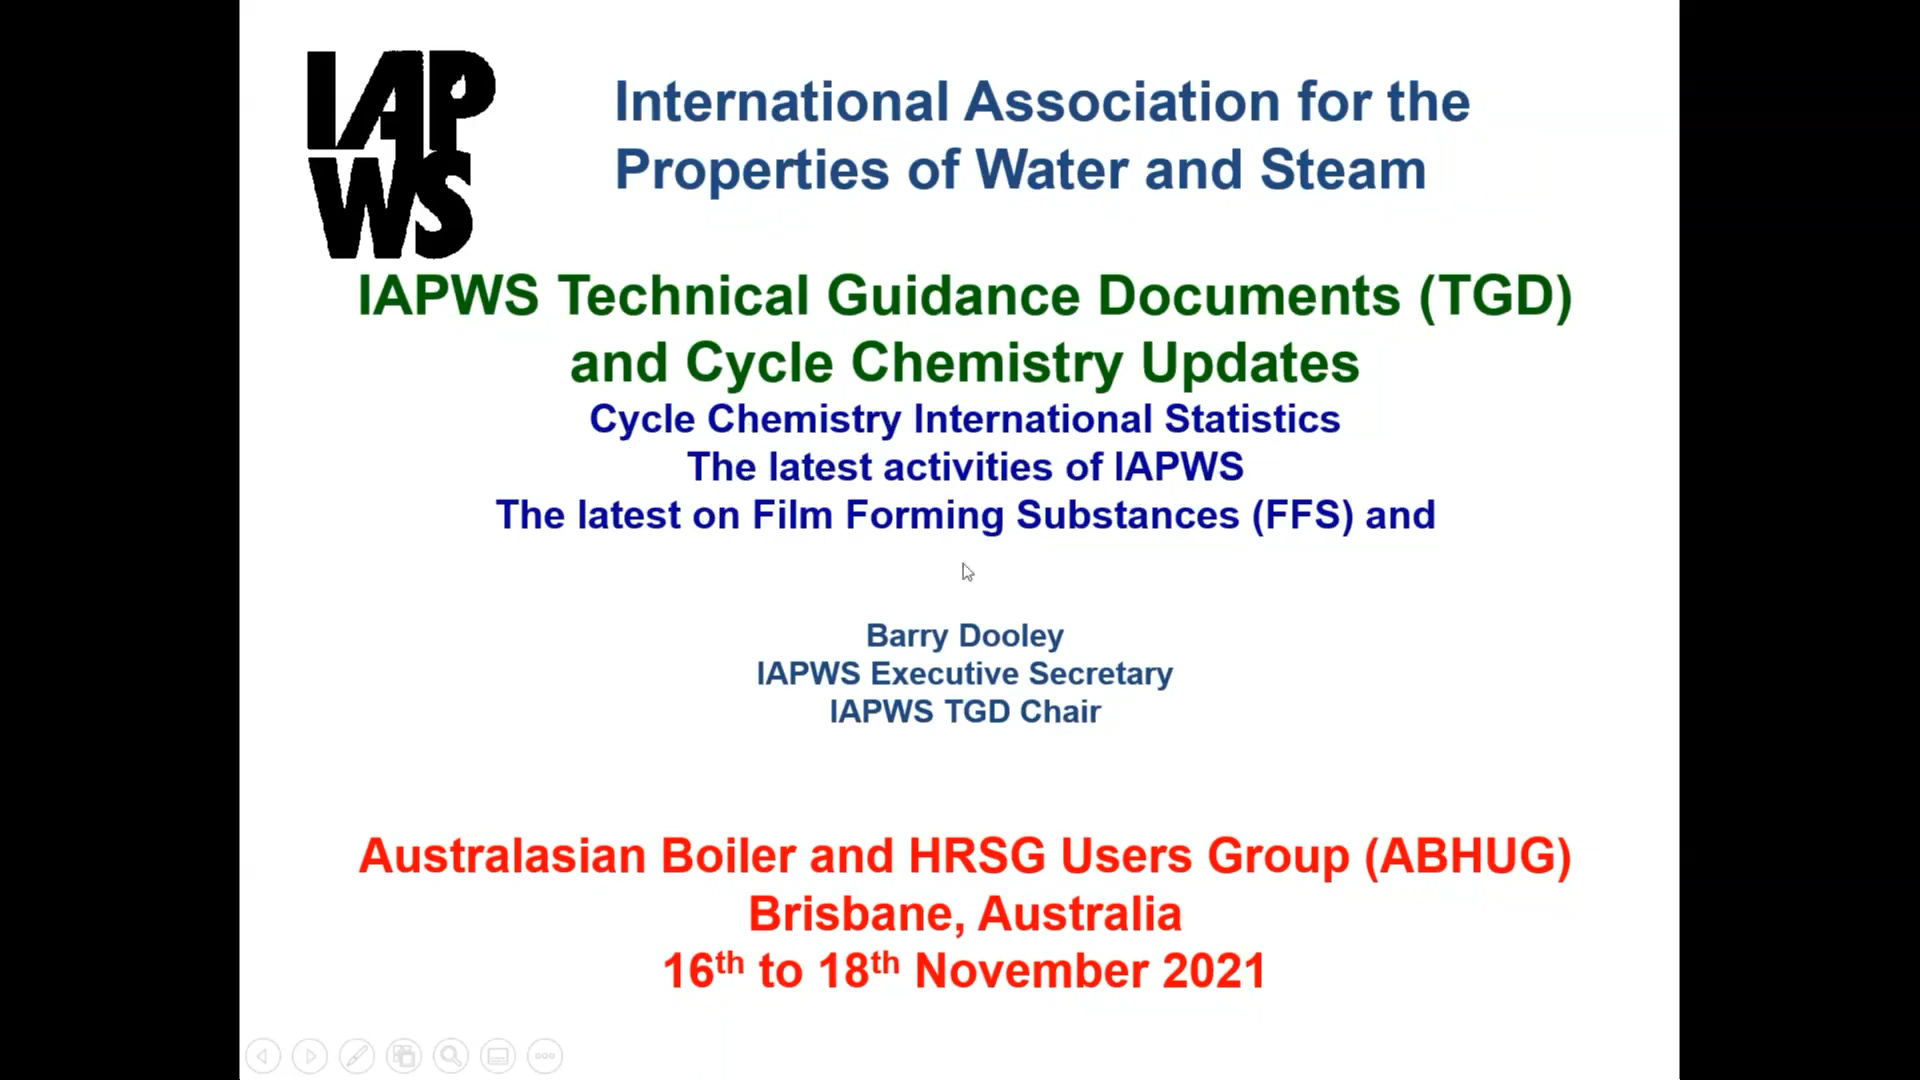 IAP
WS
International Association for the
Properties of Water and Steam
IAPWS Technical Guidance Documents (TGD)
and Cycle Chemistry Updates
Cycle Chemistry International Statistics
The latest activities of IAPWS
The latest on Film Forming Substances (FFS) and
Barry Dooley
IAPWS Executive Secretary
IAPWS TGD Chair
Australasian Boiler and HRSG Users Group (ABHUG)
Brisbane, Australia
16th to 18th November 2021